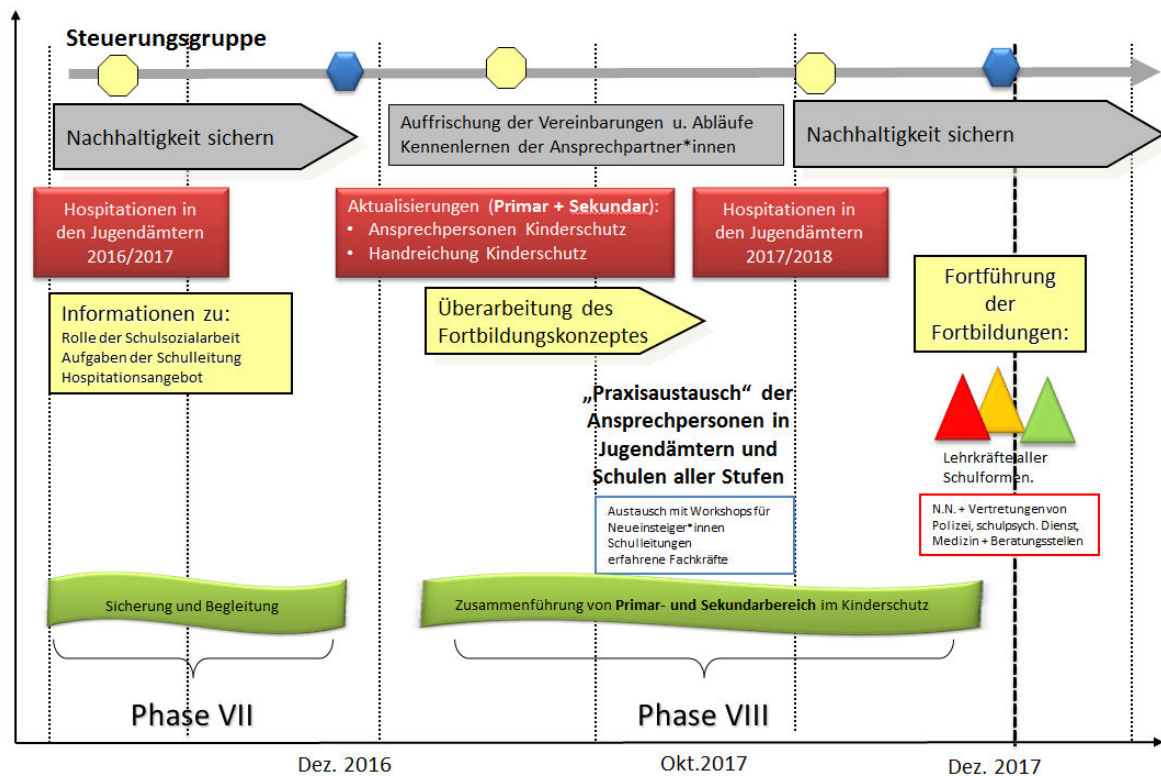 Steuerungsgruppe
Nachhaltigkeit sichern
Auffrischung der Vereinbarungen u. Abläufe
Kennenlernen der Ansprechpartner*innen
Nachhaltigkeit sichern
Hospitationen in
den Jugendämtern
2016/2017
Aktualisierungen (Primar + Sekundar):
• Ansprechpersonen Kinderschutz
• Handreichung Kinderschutz
Hospitationen in
den Jugendämtern
2017/2018
Informationen zu:
Rolle der Schulsozialarbeit
Aufgaben der Schulleitung
Hospitationsangebot
Überarbeitung des
Fortbildungskonzeptes
Fortführung
der
Fortbildungen:
„Praxisaustausch“ der
Ansprechpersonen in
Jugendämtern und
Schulen aller Stufen
Austausch mit Workshops für
Neueinsteiger*innen
Schulleitungen
erfahrene Fachkräfte
Lehrkräfte aller
Schulformen.
N.N. + Vertretungen von
Polizei, schulpsych. Dienst,
Medizin + Beratungsstellen
Sicherung und Begleitung
Zusammenführung von Primar- und Sekundarbereich im Kinderschutz
Phase VII
Phase VIII
Dez. 2016
Okt.2017
Dez. 2017